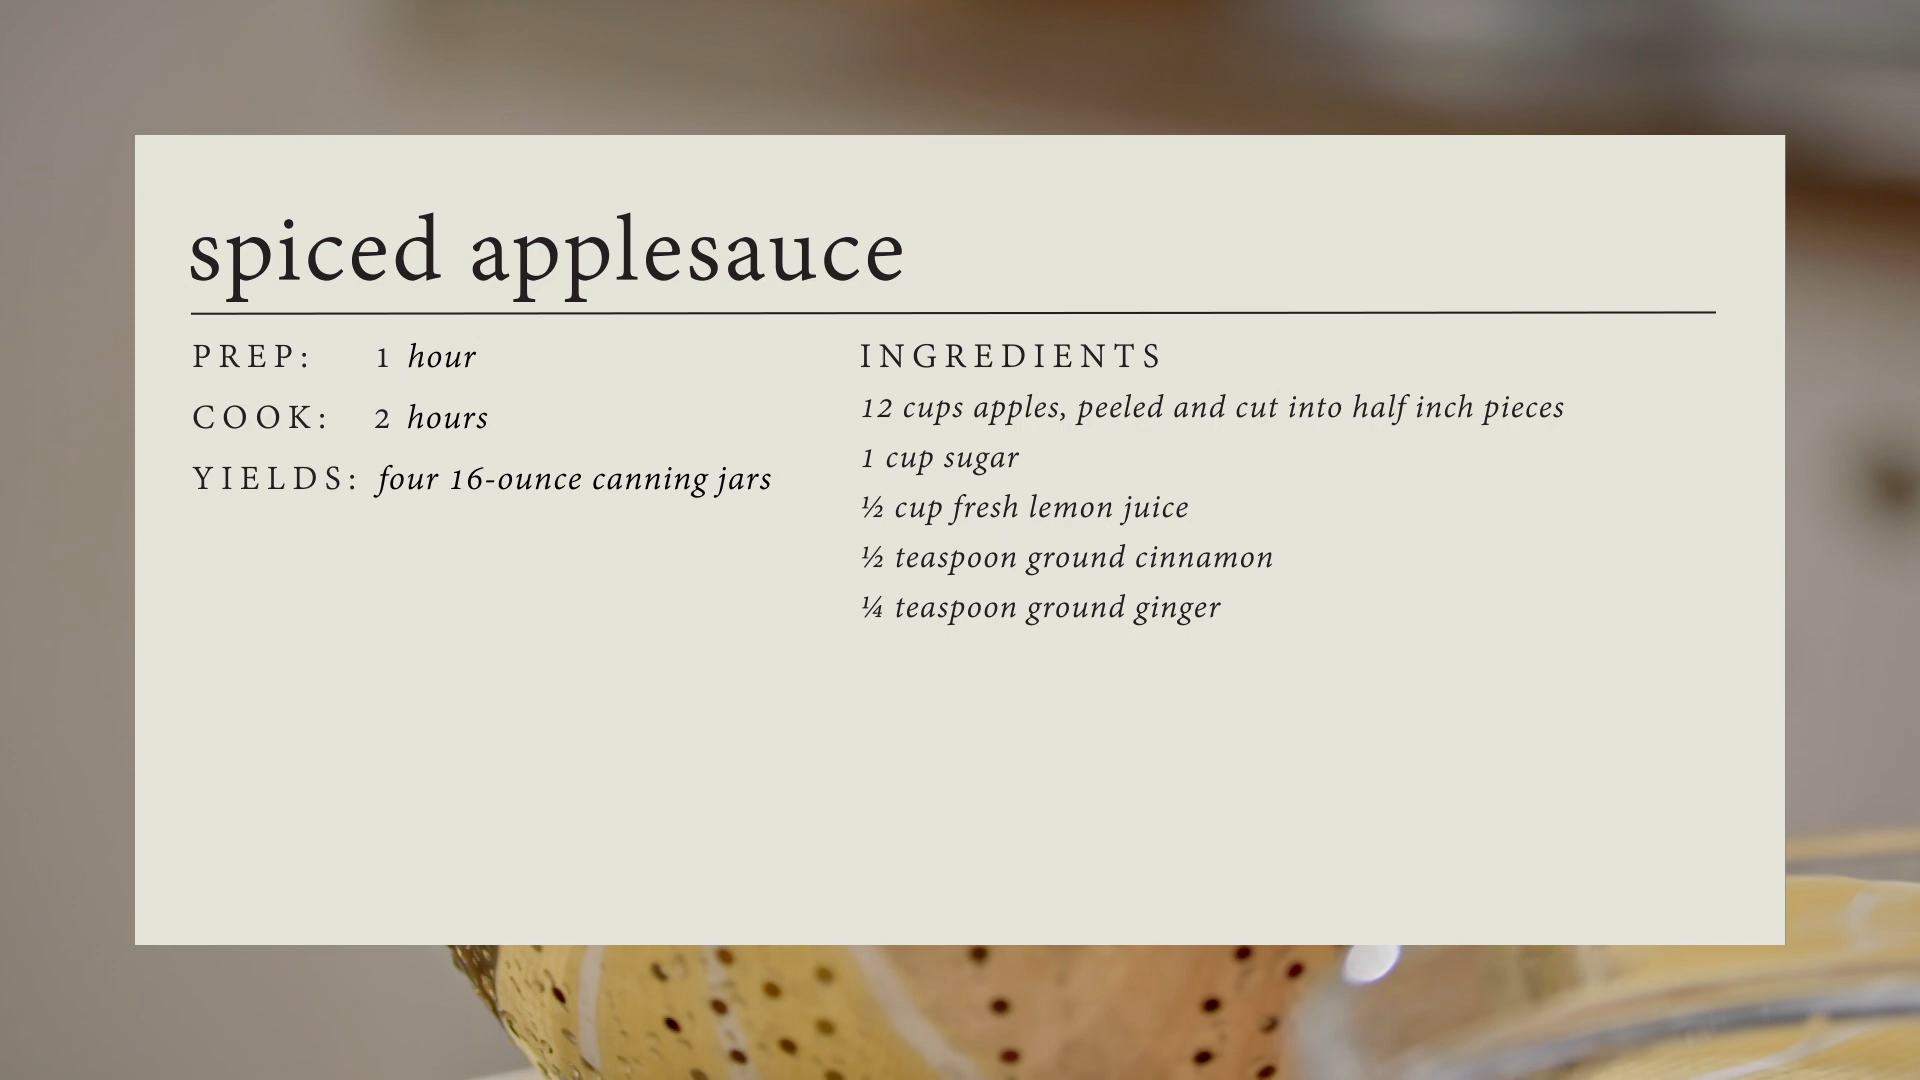 spiced applesauce
PREP: 1 hour
COOK: 2 hours
YIELDS: four 16-ounce canning jars
INGREDIENTS
12 cups apples, peeled and cut into half inch pieces
1 cup sugar
½ cup fresh lemon juice
½ teaspoon ground cinnamon
¼ teaspoon ground ginger